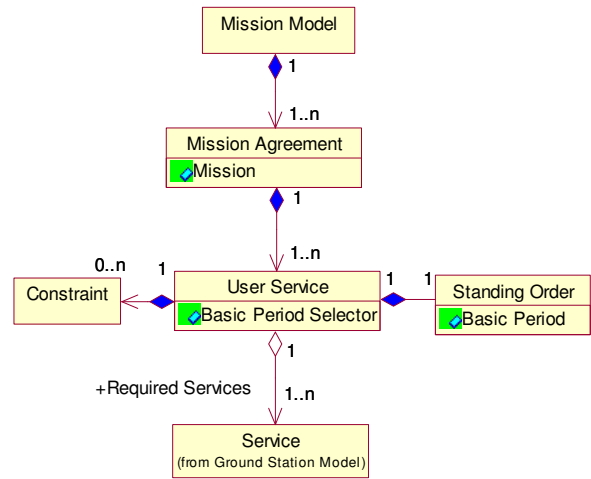 Mission Model
1
1..n
Mission Agreement
Mission
1
1..n
0..n
1
User Service
1
1
Constraint
Basic Period Selector
Standing Order
Basic Period
1
+Required Services
1..n
Service
(from Ground Station Model)